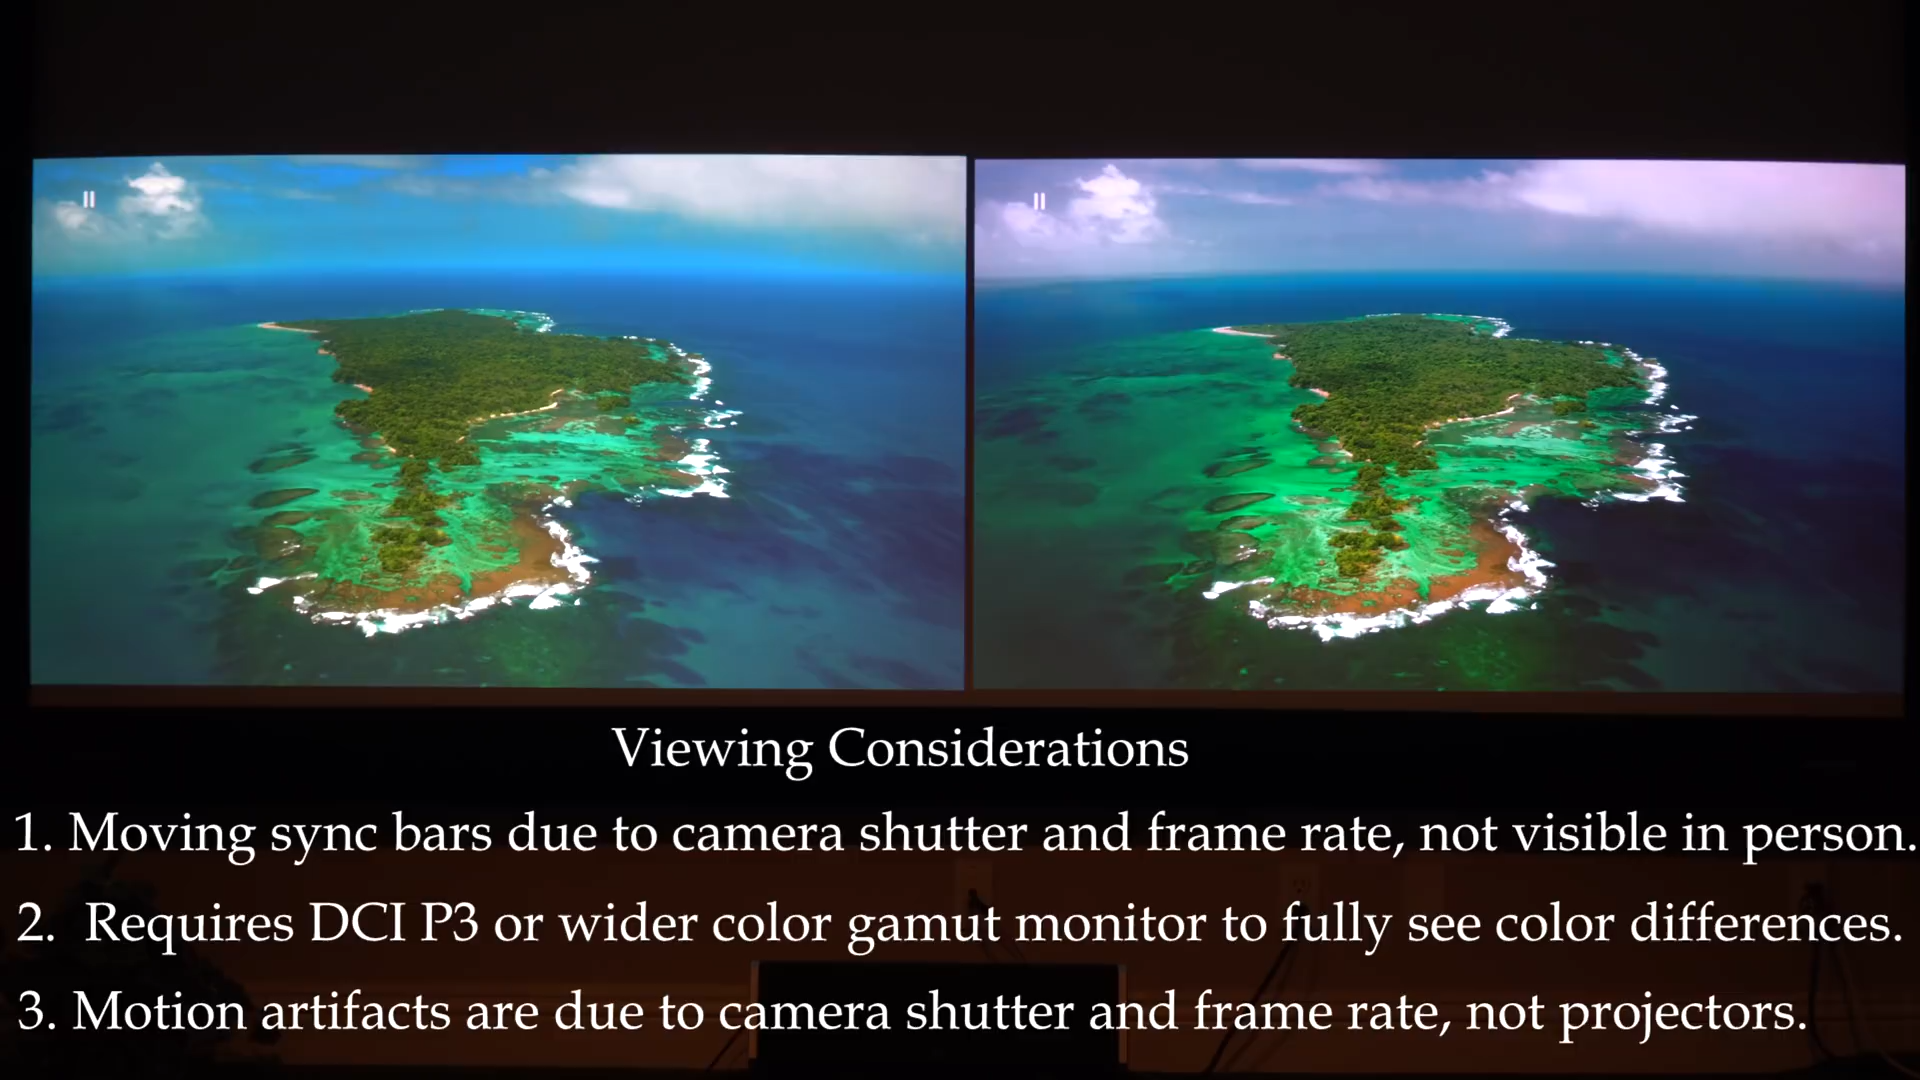 Viewing Considerations
1. Moving sync bars due to camera shutter and frame rate, not visible in person.
2. Requires DCI P3 or wider color gamut monitor to fully see color differences.
3. Motion artifacts are due to camera shutter and frame rate, not projectors.